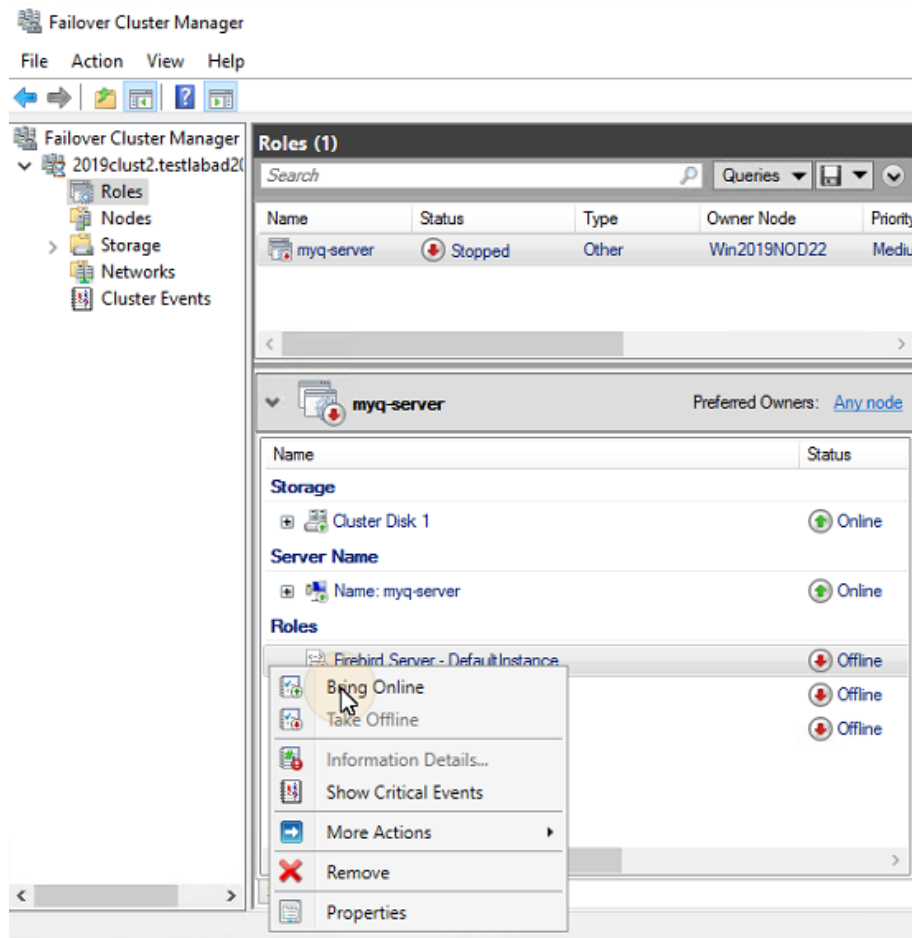 Failover Cluster Manager
File Action View Help
Failover Cluster Manager
2019clust2.testlabad20
Roles
Nodes
Storage
Networks
Cluster Events
Roles (1)
Search
Queries
Name Status Type Owner Node Priority
myq-server Stopped Other Win2019NOD22 Mediu
myq-server Preferred Owners: Any node
Name Status
Storage
Cluster Disk 1 Online
Server Name
Name: myq-server Online
Roles
Firebird Server - DefaultInstance Offline
Offline
Offline
Bring Online
Take Offline
Information Details...
Show Critical Events
More Actions
Remove
Properties